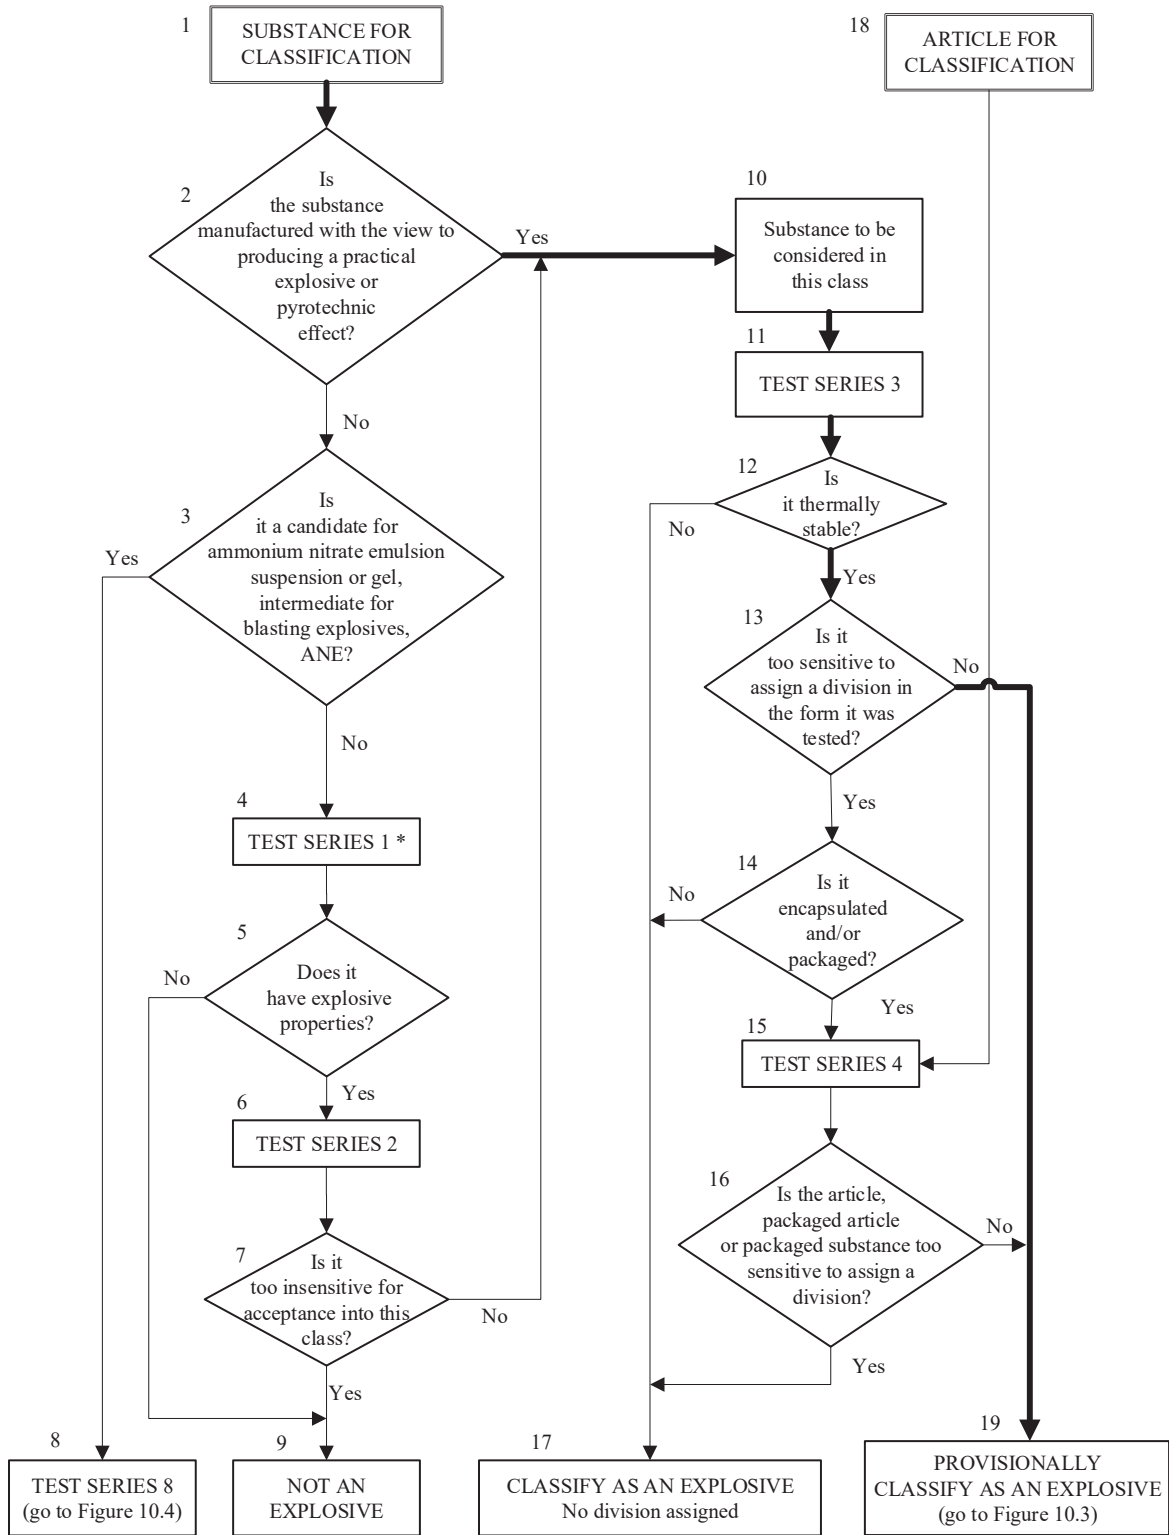 1
SUBSTANCE FOR
CLASSIFICATION
18
ARTICLE FOR
CLASSIFICATION
2
Is
the substance
manufactured with the view to
producing a practical
explosive or
pyrotechnic
effect?
Yes
No
10
Substance to be
considered in
this class
11
TEST SERIES 3
12
Is
it thermally
stable?
No
Yes
3
Is
it a candidate for
ammonium nitrate emulsion
suspension or gel,
intermediate for
blasting explosives,
ANE?
Yes
No
13
Is it
too sensitive to
assign a division in
the form it was
tested?
No
Yes
4
TEST SERIES 1 *
5
Does it
have explosive
properties?
No
Yes
14
Is it
encapsulated
and/or
packaged?
No
Yes
15
TEST SERIES 4
6
TEST SERIES 2
7
Is it
too insensitive for
acceptance into this
class?
No
Yes
16
Is the article,
packaged article
or packaged substance too
sensitive to assign a
division?
No
Yes
8
TEST SERIES 8
(go to Figure 10.4)
9
NOT AN
EXPLOSIVE
17
CLASSIFY AS AN EXPLOSIVE
No division assigned
19
PROVISIONALLY
CLASSIFY AS AN EXPLOSIVE
(go to Figure 10.3)